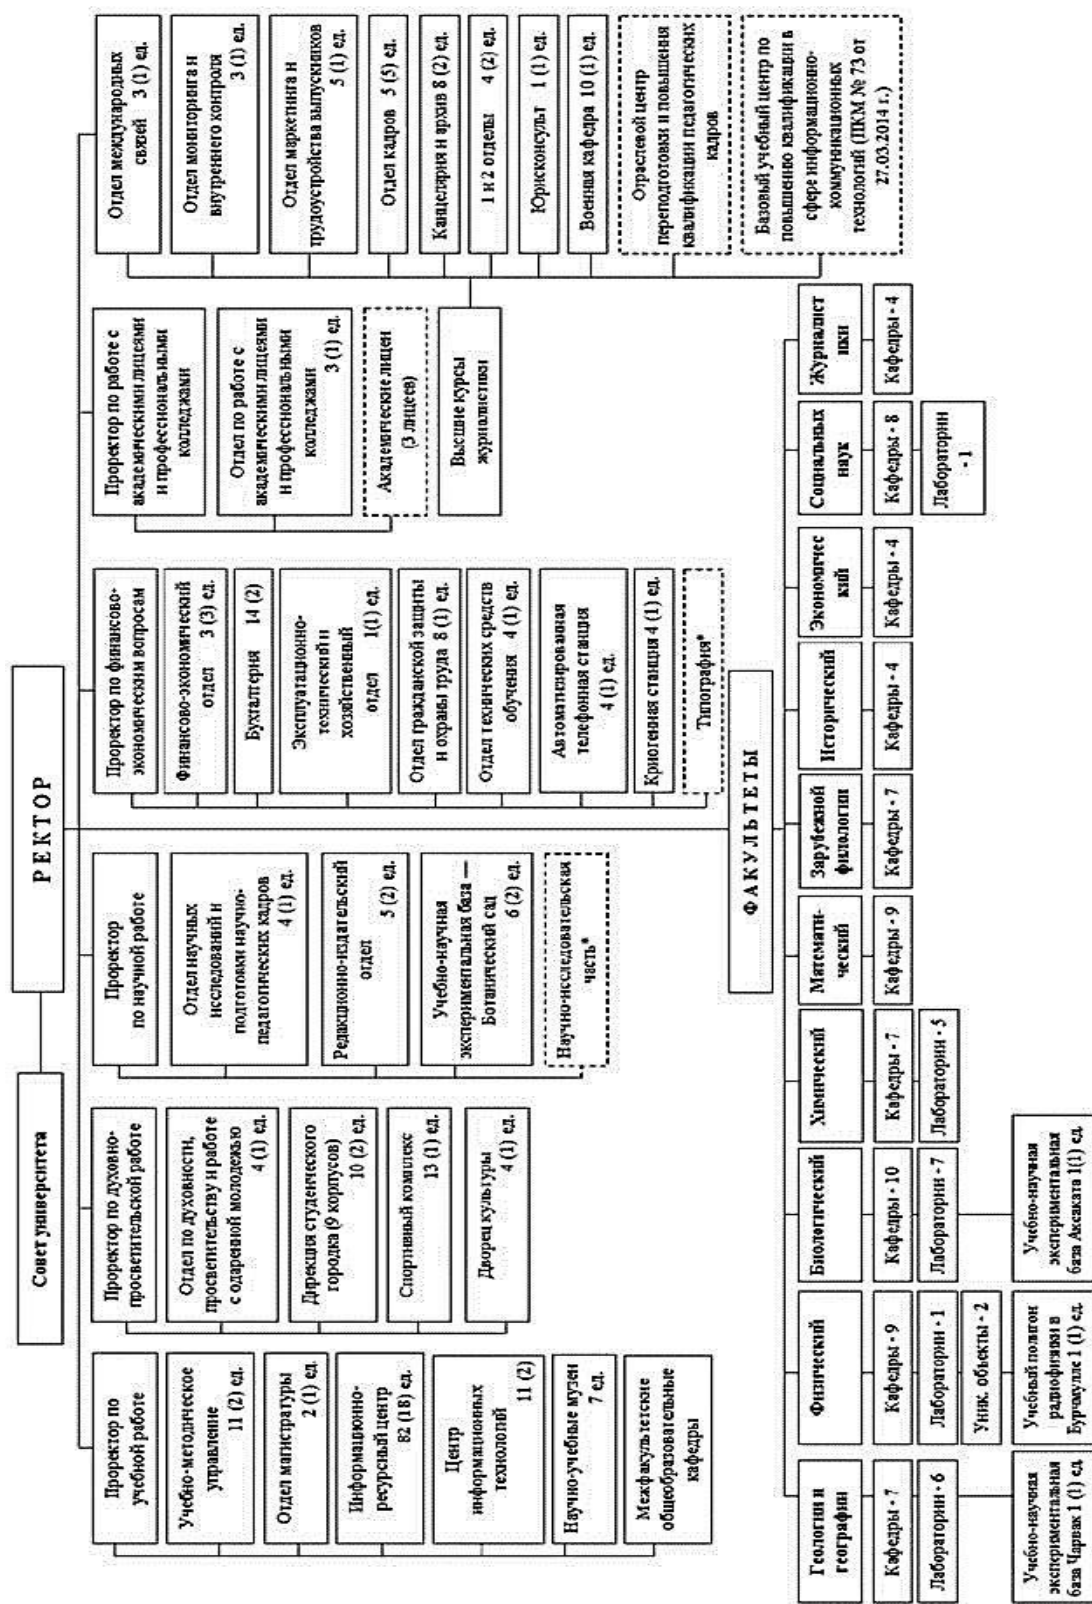 РЕКТОР
Совет университета
Проректор по
учебной работе
Учебно-методическое
управление
11 (2) ед.
Отдел магистратуры
2 (1) ед.
Информационно-
ресурсный центр
82 (18) ед.
Центр
информационных
технологий
11 (2)
Научно-учебные музеи
7 ед.
Межфакультетские
общеобразовательные
кафедры
Проректор по духовно-
просветительской работе
Отдел по духовности,
просветительству и работе
с одаренной молодежью
4 (1) ед.
Дирекция студенческого
городка (9 корпусов)
10 (2) ед.
Спортивный комплекс
13 (1) ед.
Дворец культуры
4 (1) ед.
Проректор
по научной работе
Отдел научных
исследований и
подготовки научно-
педагогических кадров
4 (1) ед.
Редакционно-издательский
отдел
5 (2) ед.
Учебно-научная
экспериментальная база —
Ботанический сад
6 (2) ед.
Научно-исследовательская
часть*
Проректор по финансово-
экономическим вопросам
Финансово-экономический
отдел 3 (3) ед.
Бухгалтерия 14 (2)
Эксплуатационно-
технический и
хозяйственный
отдел 1(1) ед.
Отдел гражданской защиты
и охраны труда 8 (1) ед.
Отдел технических средств
обучения 4 (1) ед.
Автоматизированная
телефонная станция
4 (1) ед.
Криогенная станция 4 (1) ед.
Типография*
Проректор по работе с
академическими лицеями
и профессиональными
колледжами
Отдел по работе с
академическими лицеями
и профессиональными
колледжами
3 (1) ед.
Академические лицеи
(3 лицеев)
Высшие курсы
журналистики
Отдел международных
связей 3 (1) ед.
Отдел мониторинга и
внутреннего контроля
3 (1) ед.
Отдел маркетинга и
трудоустройства выпускников
5 (1) ед.
Отдел кадров 5 (5) ед.
Канцелярия и архив 8 (2) ед.
1 и 2 отделы 4 (2) ед.
Юрисконсульт 1 (1) ед.
Военная кафедра 10 (1) ед.
Отраслевой центр
переподготовки и повышения
квалификации педагогических
кадров
Базовый учебный центр по
повышению квалификации в
сфере информационно-
коммуникационных
технологий (ПКМ № 73 от
27.03.2014 г.)
ФАКУЛЬТЕТЫ
Геологии и
географии
Кафедры - 7
Лаборатории - 6
Учебно-научная
экспериментальная
база Чарвак 1 (1) ед.
Физический
Кафедры - 9
Лаборатории - 1
Уник. объекты - 2
Учебный полигон
радиофизики в
Бурчмулле 1 (1) ед.
Биологический
Кафедры - 10
Лаборатории - 7
Учебно-научная
экспериментальная
база Аксаката 1(1) ед.
Химический
Кафедры - 7
Лаборатории - 5
Математи-
ческий
Кафедры - 9
Зарубежной
филологии
Кафедры - 7
Исторический
Кафедры - 4
Экономичес
кий
Кафедры - 4
Социальных
наук
Кафедры - 8
Лаборатории
- 1
Журналист
ики
Кафедры - 4